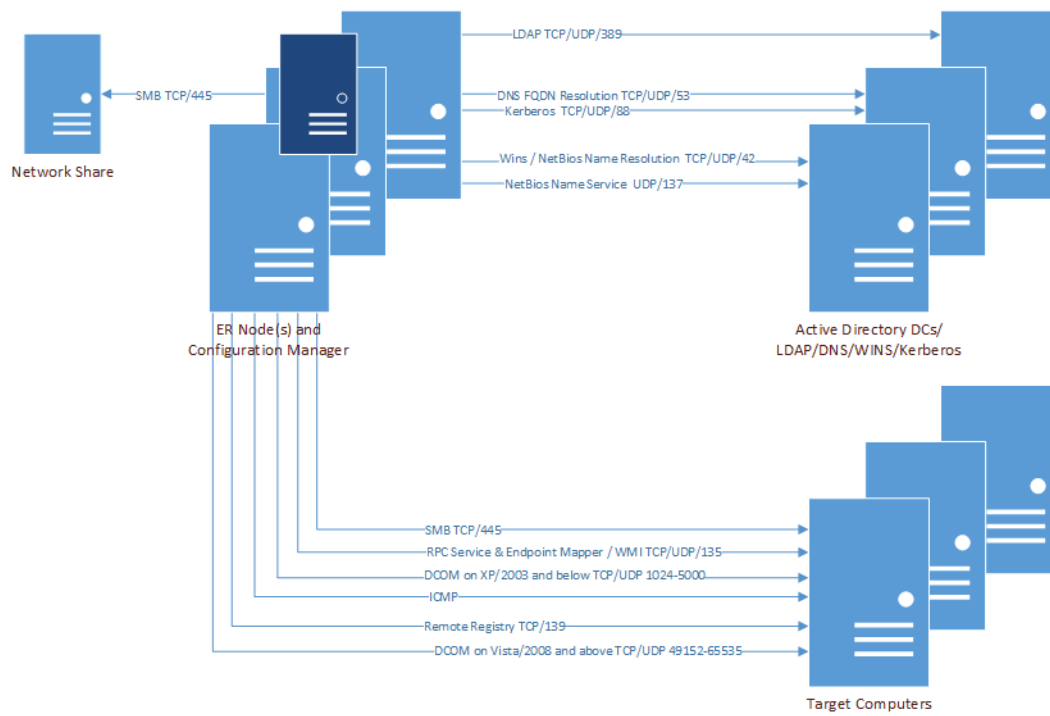 LDAP TCP/UDP/389
SMB TCP/445
DNS FQDN Resolution TCP/UDP/53
Kerberos TCP/UDP/88
Wins / NetBios Name Resolution TCP/UDP/42
NetBios Name Service UDP/137
Network Share
ER Node(s) and
Configuration Manager
Active Directory DCs/
LDAP/DNS/WINS/Kerberos
SMB TCP/445
RPC Service & Endpoint Mapper / WMI TCP/UDP/135
DCOM on XP/2003 and below TCP/UDP 1024-5000
ICMP
Remote Registry TCP/139
DCOM on Vista/2008 and above TCP/UDP 49152-65535
Target Computers